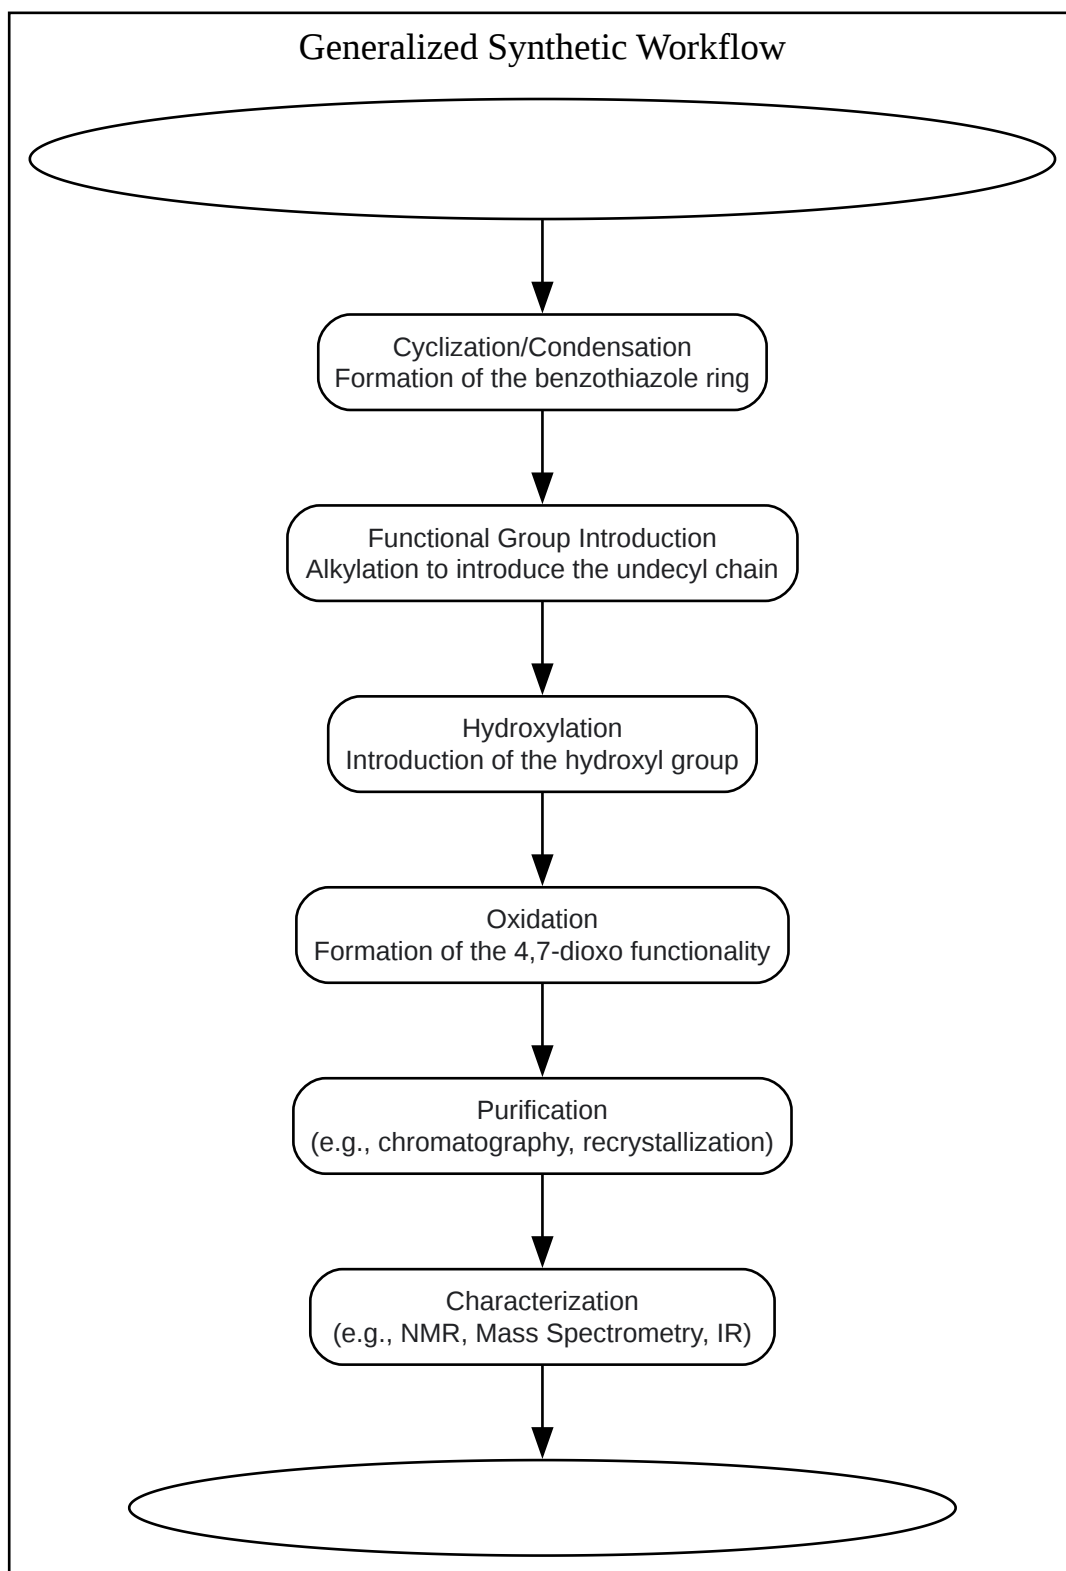 Generalized Synthetic Workflow
Cyclization/Condensation
Formation of the benzothiazole ring
Functional Group Introduction
Alkylation to introduce the undecyl chain
Hydroxylation
Introduction of the hydroxyl group
Oxidation
Formation of the 4,7-dioxo functionality
Purification
(e.g., chromatography, recrystallization)
Characterization
(e.g., NMR, Mass Spectrometry, IR)